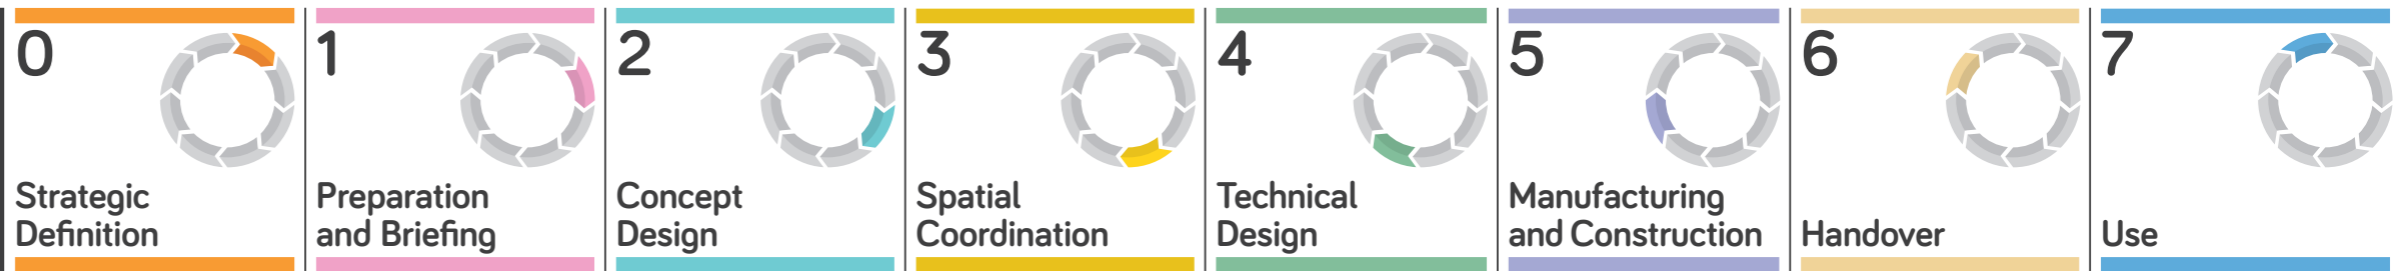 0
Strategic
Definition
1
Preparation
and Briefing
2
Concept
Design
3
Spatial
Coordination
4
Technical
Design
5
Manufacturing
and Construction
6
Handover
7
Use